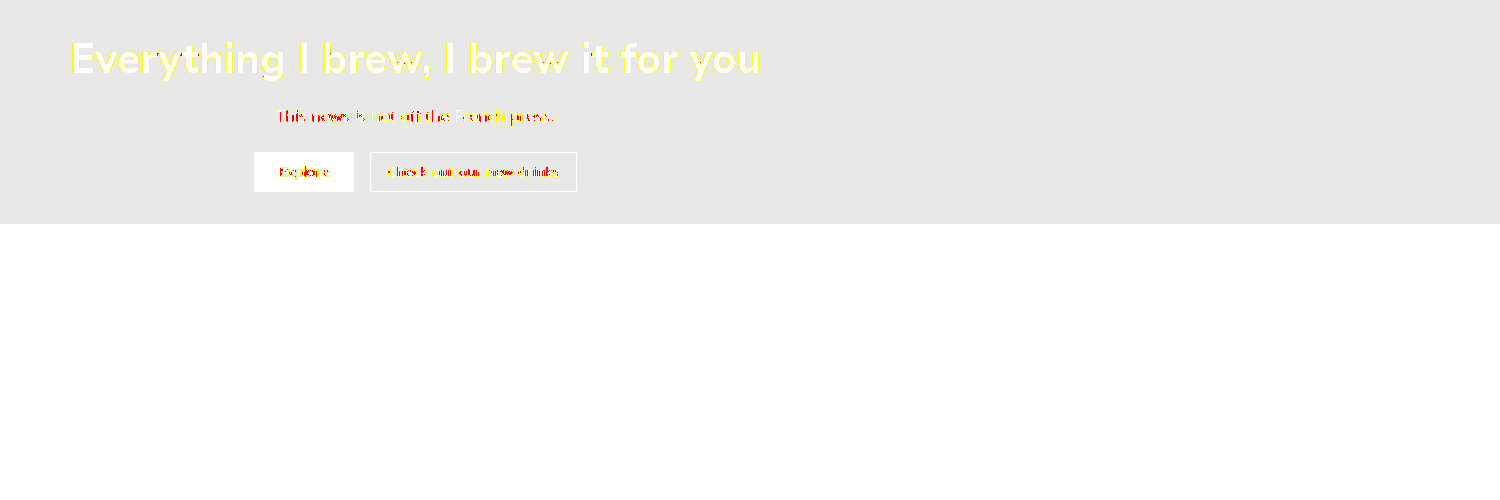 Everything I brew, I brew it for you
This news is hot off the French press.
Explore
Check out our new drinks